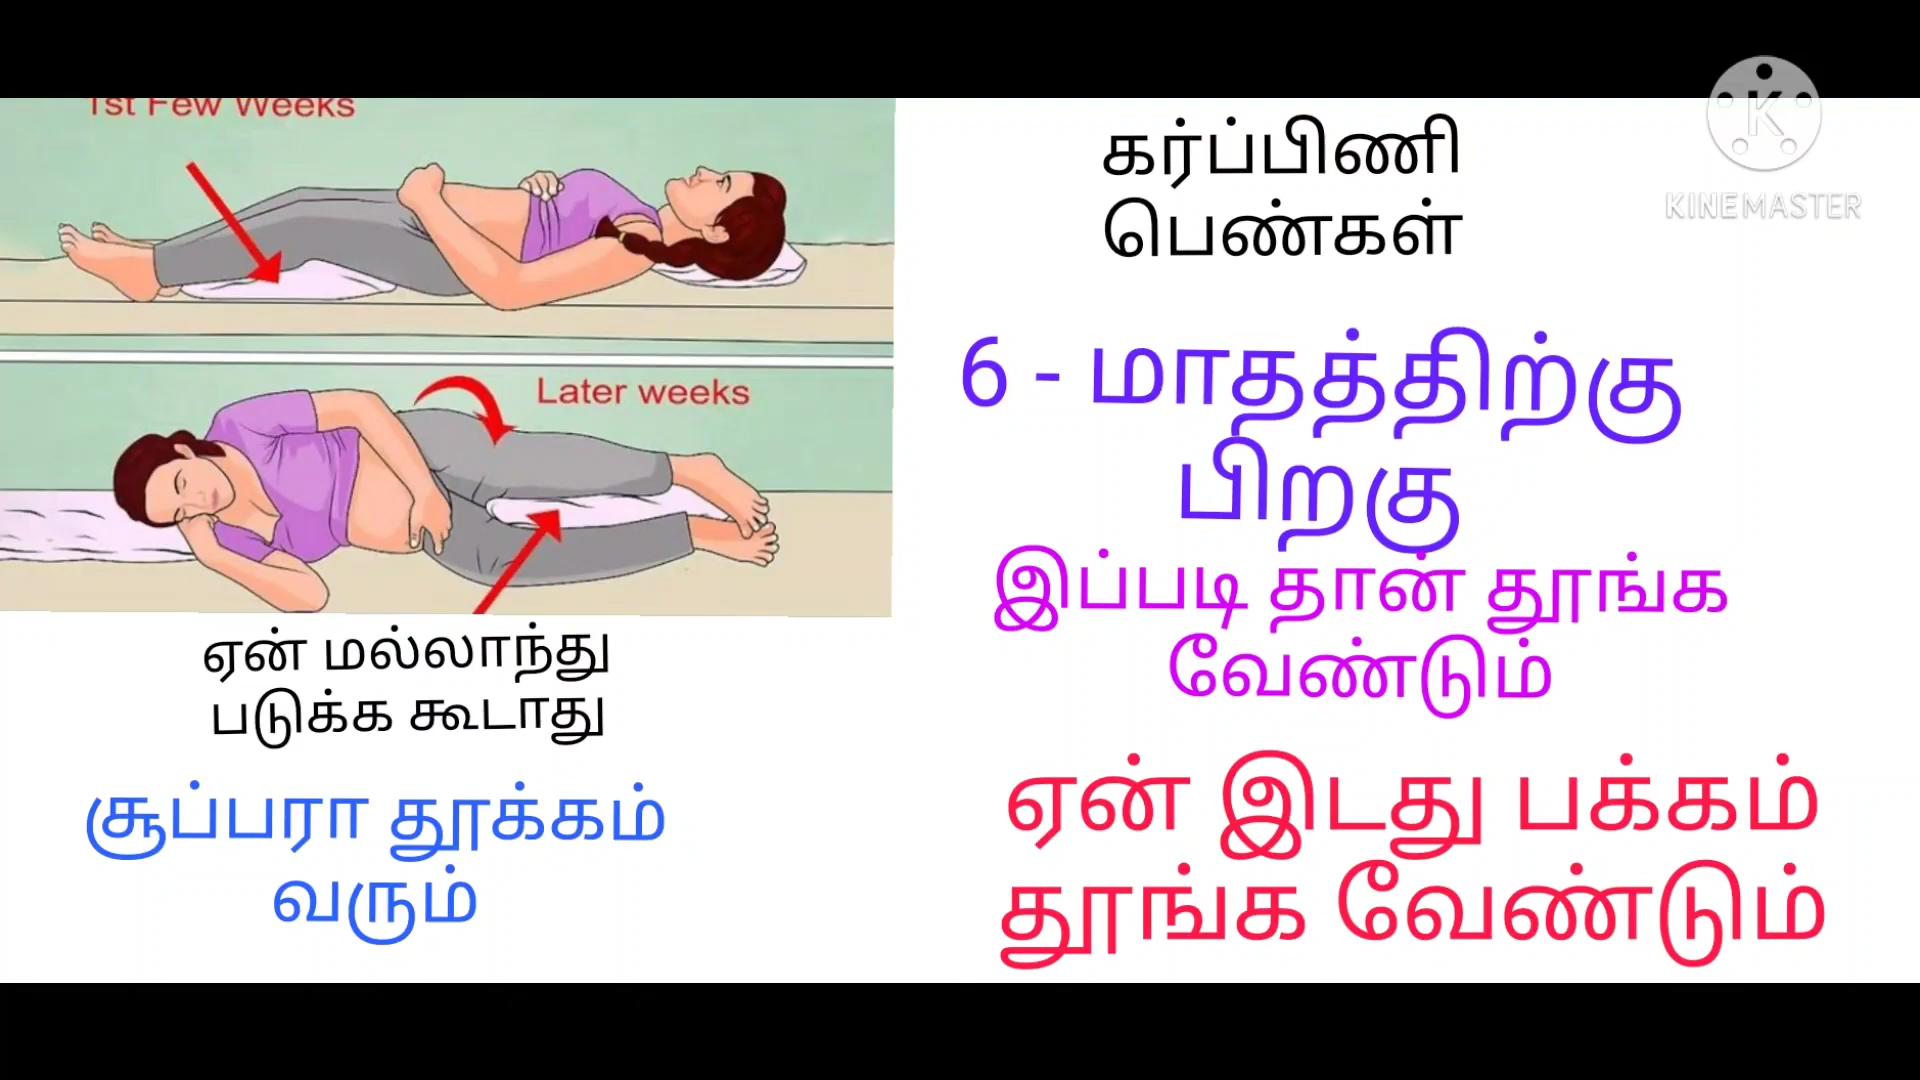 1st Few Weeks
Later weeks
ஏன் மல்லாந்து
படுக்க கூடாது
சூப்பரா தூக்கம்
வரும்
KINEMASTER
கர்ப்பிணி
பெண்கள்
6 - மாதத்திற்கு
பிறகு
இப்படி தான் தூங்க
வேண்டும்
ஏன் இடது பக்கம்
தூங்க வேண்டும்